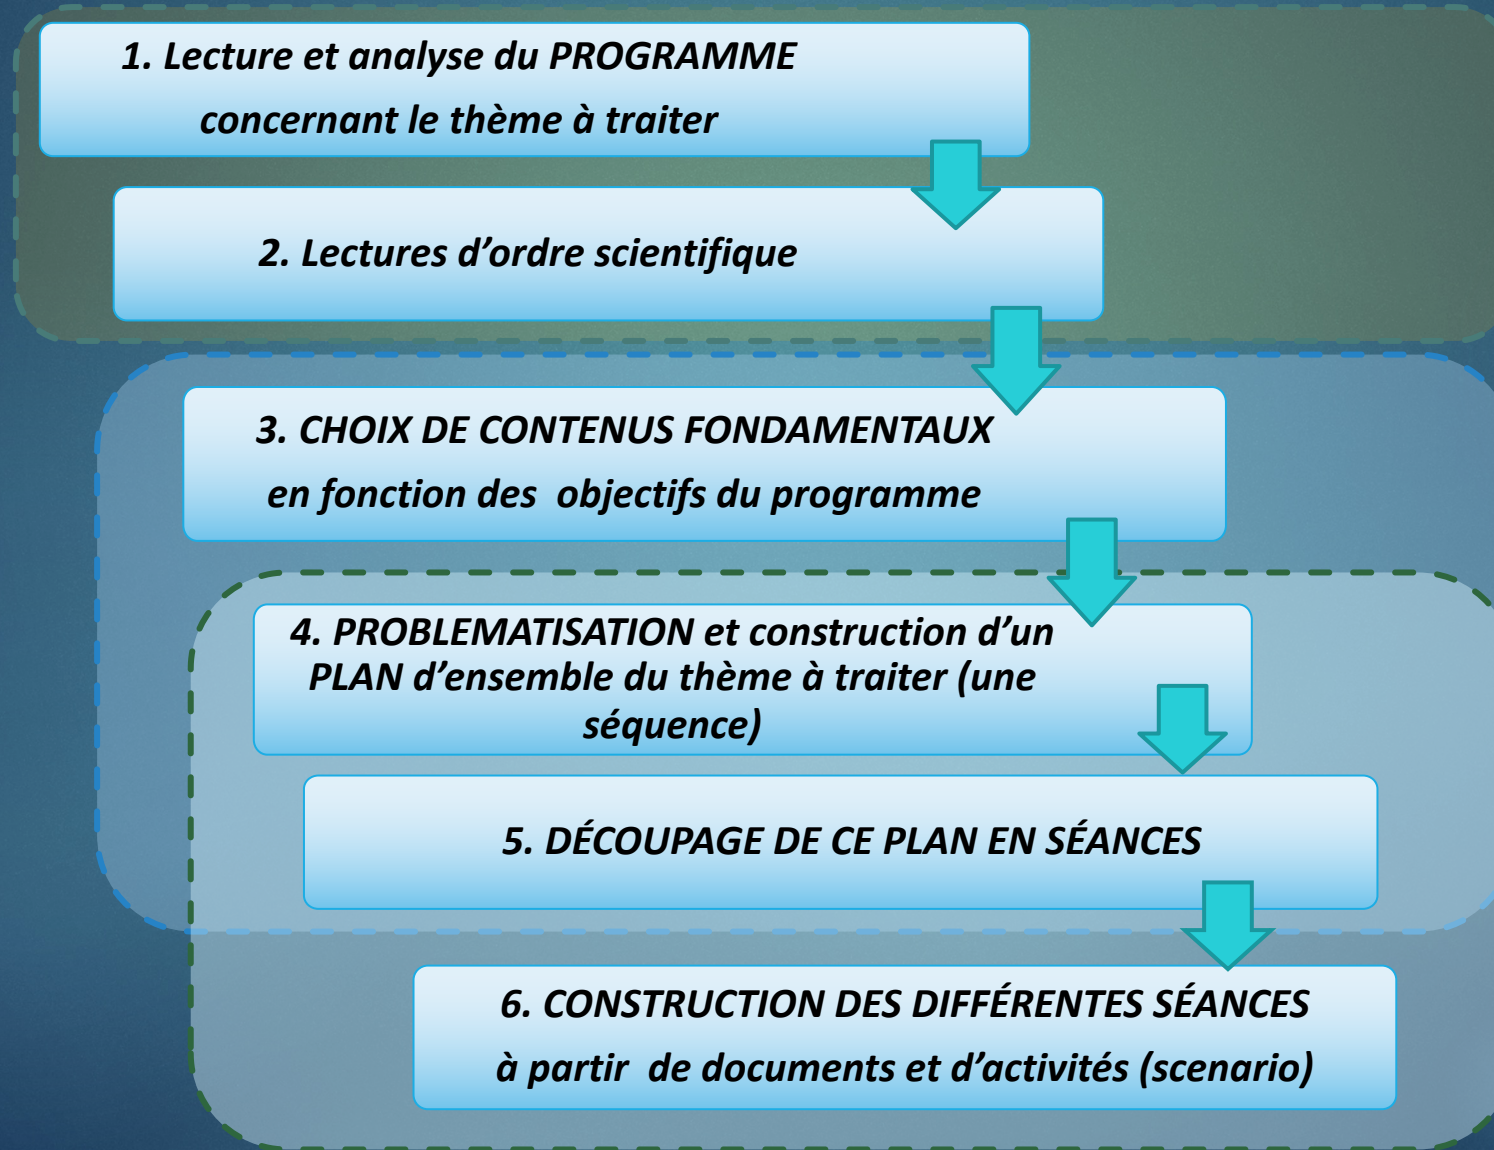 1. Lecture et analyse du PROGRAMME
concernant le thème à traiter
2. Lectures d’ordre scientifique
3. CHOIX DE CONTENUS FONDAMENTAUX
en fonction des  objectifs du programme
4. PROBLEMATISATION et construction d’un
PLAN d’ensemble du thème à traiter (une
séquence)
5. DÉCOUPAGE DE CE PLAN EN SÉANCES
6. CONSTRUCTION DES DIFFÉRENTES SÉANCES
à partir  de documents et d’activités (scenario)